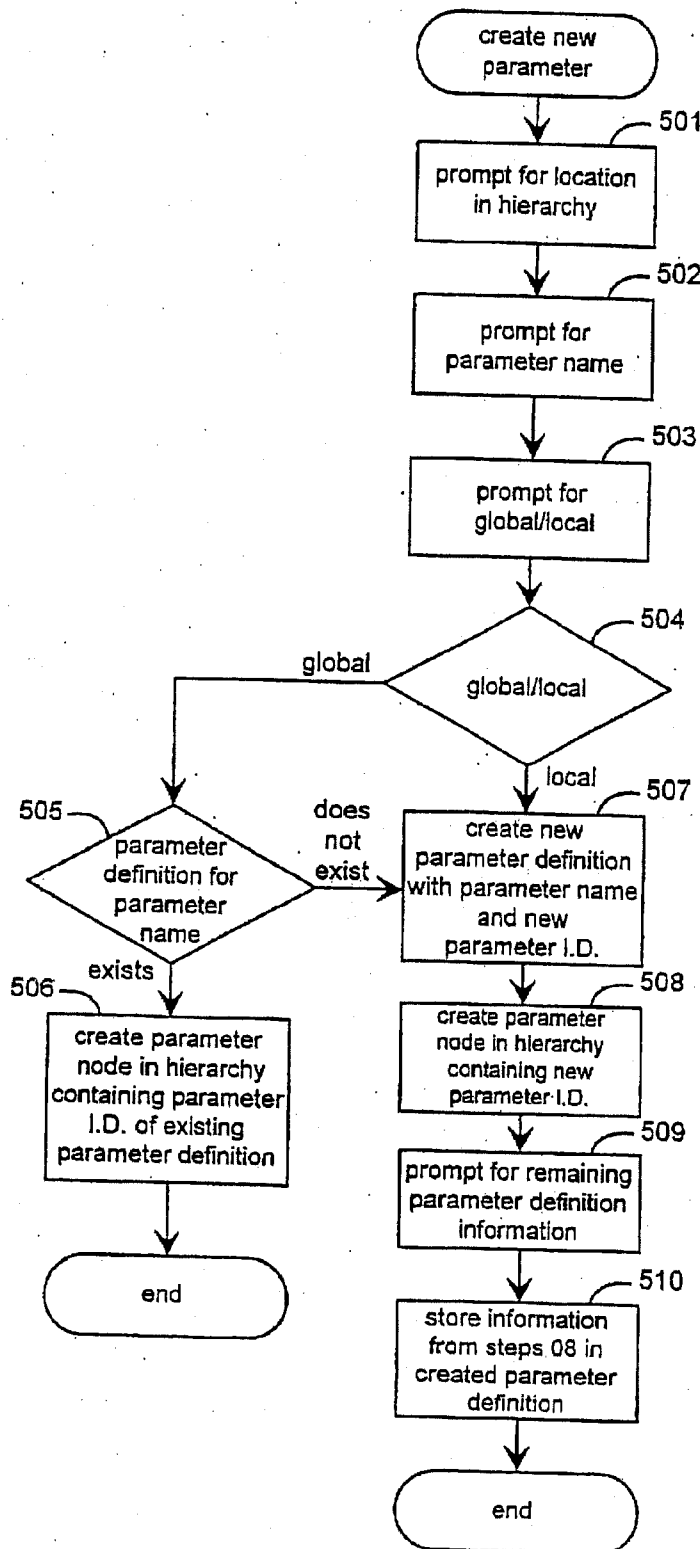 create new
parameter
501
prompt for location
in hierarchy
502
prompt for
parameter name
503
prompt for
global/local
504
global/local
global
local
505
parameter
definition for
parameter
name
does
not
exist
exists
506
create parameter
node in hierarchy
containing parameter
I.D. of existing
parameter definition
end
507
create new
parameter definition
with parameter name
and new
parameter I.D.
508
create parameter
node in hierarchy
containing new
parameter I.D.
509
prompt for remaining
parameter definition
information
510
store information
from steps 08 in
created parameter
definition
end